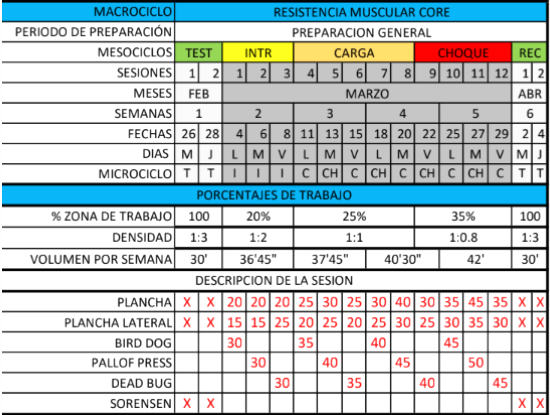 MACROCICLO RESISTENCIA MUSCULAR CORE
PERIODO DE PREPARACIÓN PREPARACION GENERAL
MESOCICLOS TEST INTR CARGA CHOQUE REC
SESIONES 1 2 1 2 3 4 5 6 7 8 9 10 11 12 1 2
MESES FEB MARZO ABR
SEMANAS 1 2 3 4 5 6
FECHAS 26 28 4 6 8 11 13 15 18 20 22 25 27 29 2 4
DIAS M J L M V L M V L M V L M V M J
MICROCICLO T T I I I C CH C CH C CH C CH C T T
PORCENTAJES DE TRABAJO
% ZONA DE TRABAJO 100 20% 25% 35% 100
DENSIDAD 1:3 1:2 1:1 1:0.8 1:3
VOLUMEN POR SEMANA 30' 36'45" 37'45" 40'30" 42' 30'
DESCRIPCION DE LA SESION
PLANCHA X X 20 20 20 25 30 25 30 40 30 35 45 35 X X
PLANCHA LATERAL X X 15 15 25 20 25 20 25 30 25 30 35 30 X X
BIRD DOG 30 35 40 45
PALLOF PRESS 30 40 45 50
DEAD BUG 30 35 40 45
SORENSEN X X X X